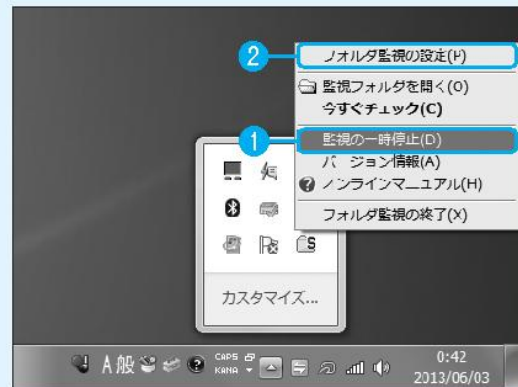 2
フォルダ監視の設定(P)
監視フォルダを開く(O)
今すぐチェック(C)
1
監視の一時停止(D)
バージョン情報(A)
オンラインマニュアル(H)
フォルダ監視の終了(X)
カスタマイズ...
A 般
CAPS
KANA
0:42
2013/06/03